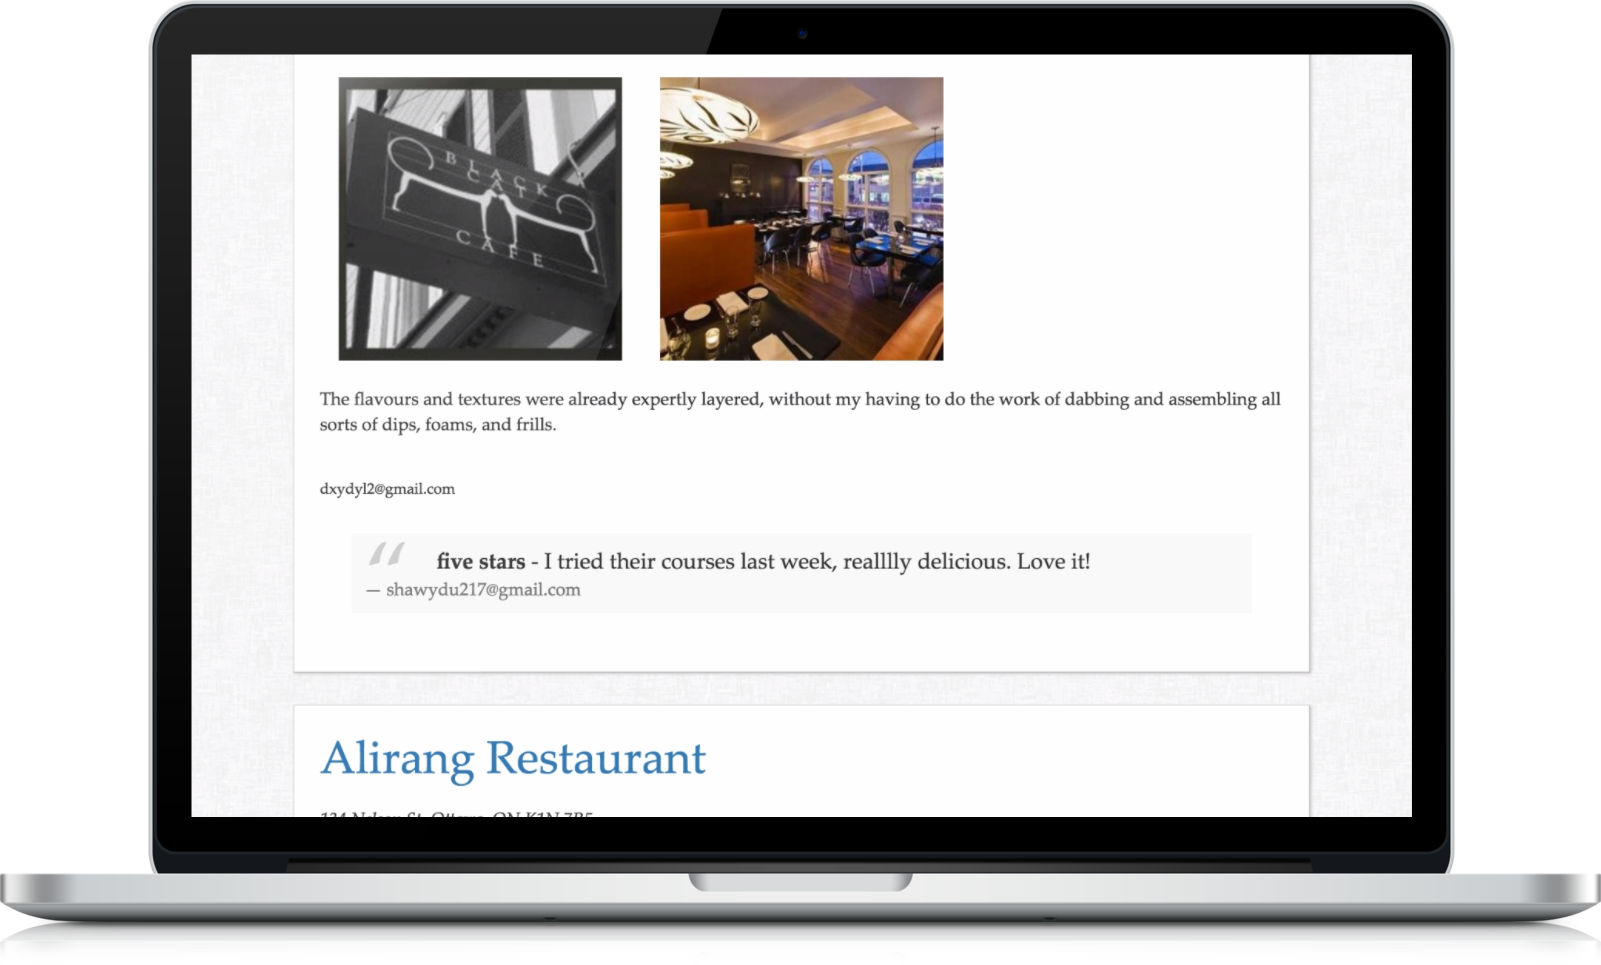 BLACK
CAT
CAFE
The flavours and textures were already expertly layered, without my having to do the work of dabbing and assembling all
sorts of dips, foams, and frills.
dxydyl2@gmail.com
“ five stars - I tried their courses last week, realllly delicious. Love it!
— shawydu217@gmail.com
Alirang Restaurant